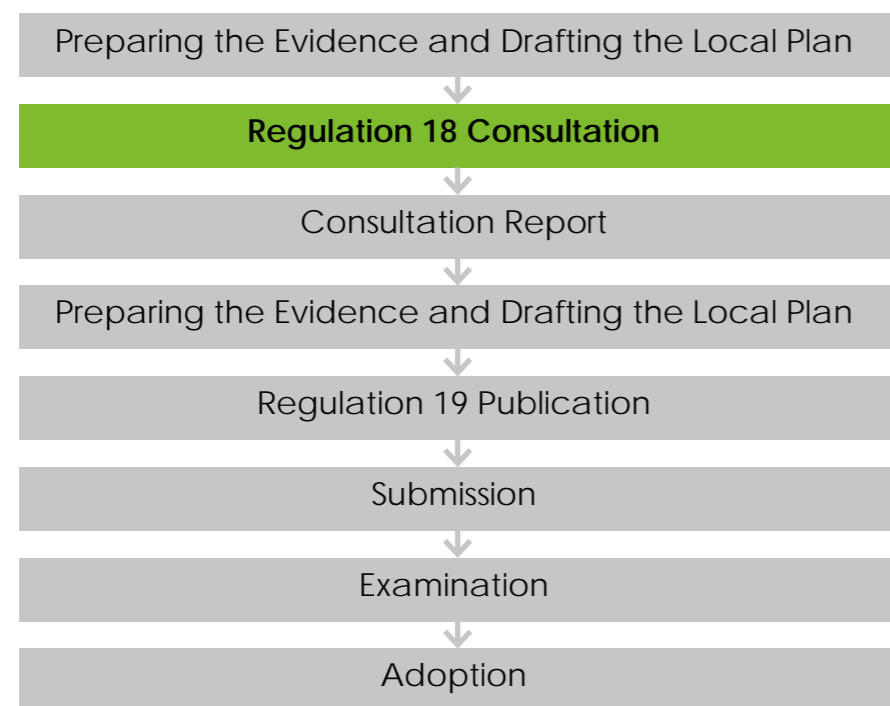 Preparing the Evidence and Drafting the Local Plan
Regulation 18 Consultation
Consultation Report
Preparing the Evidence and Drafting the Local Plan
Regulation 19 Publication
Submission
Examination
Adoption